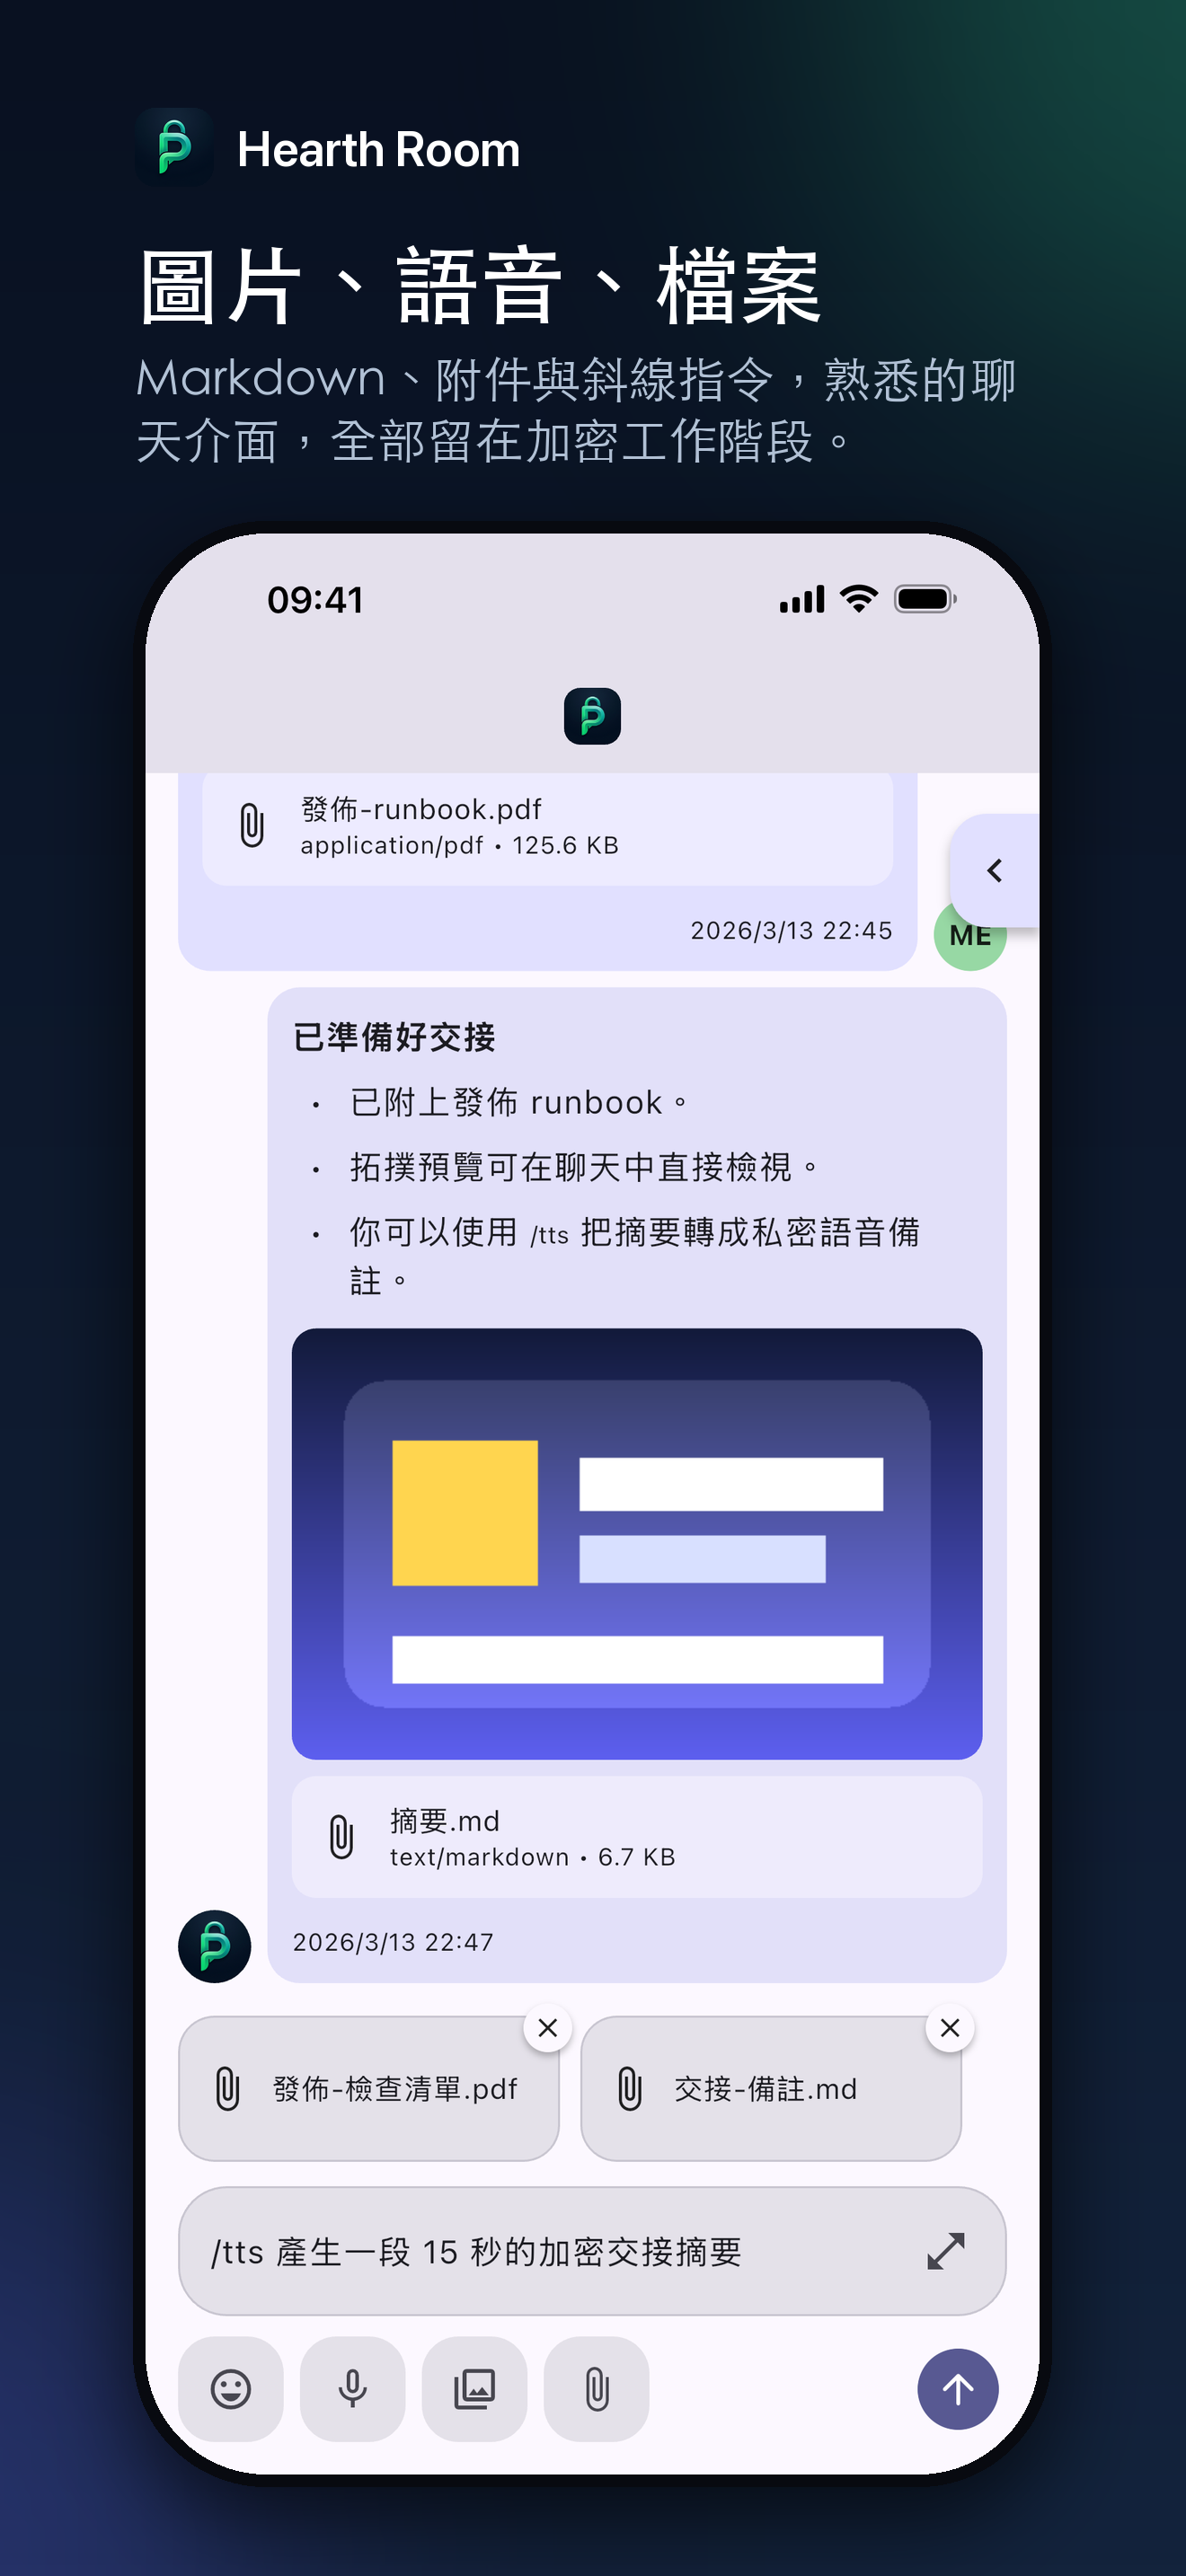 Hearth Room
圖片、語音、檔案
Markdown、附件與斜線指令，熟悉的聊
天介面，全部留在加密工作階段。
09:41
發佈-runbook.pdf
application/pdf • 125.6 KB
2026/3/13 22:45
ME
已準備好交接
• 已附上發佈 runbook。
• 拓撲預覽可在聊天中直接檢視。
• 你可以使用 /tts 把摘要轉成私密語音備
註。
摘要.md
text/markdown • 6.7 KB
2026/3/13 22:47
發佈-檢查清單.pdf
交接-備註.md
/tts 產生一段 15 秒的加密交接摘要